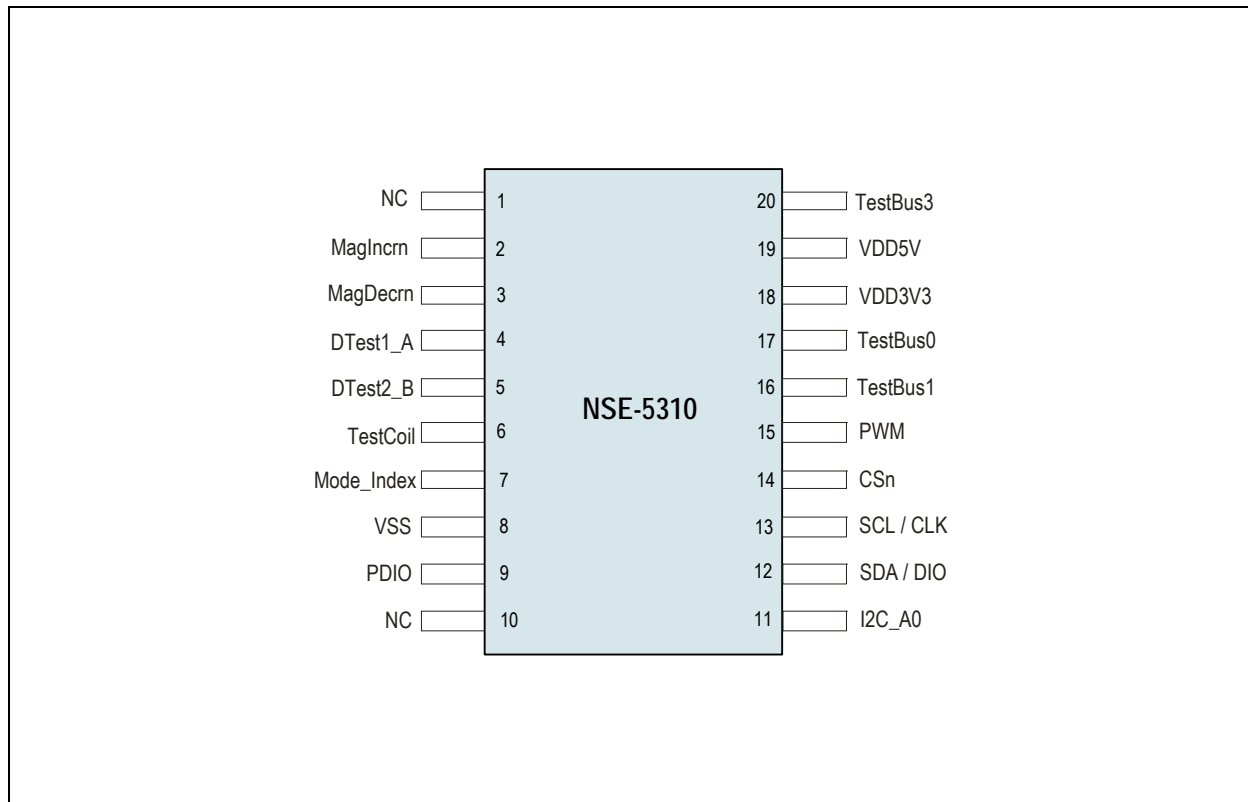 NC 1 20 TestBus3
MagIncrn 2 19 VDD5V
MagDecrn 3 18 VDD3V3
DTest1_A 4 17 TestBus0
DTest2_B 5 16 TestBus1
NSE-5310
TestCoil 6 15 PWM
Mode_Index 7 14 CSn
VSS 8 13 SCL / CLK
PDIO 9 12 SDA / DIO
NC 10 11 I2C_A0